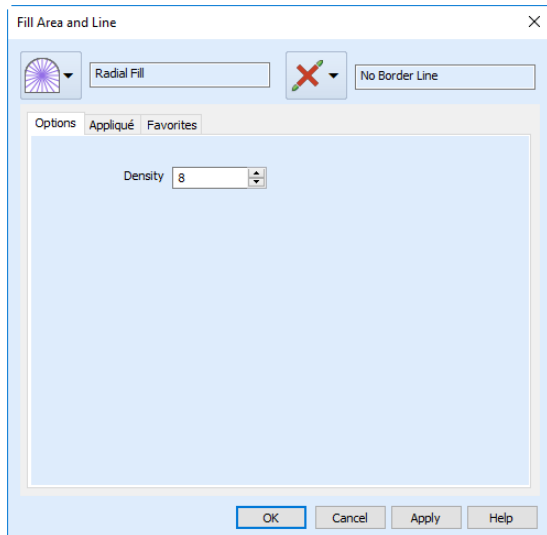 Fill Area and Line
Radial Fill
No Border Line
Options Appliqué Favorites
Density 8
OK Cancel Apply Help